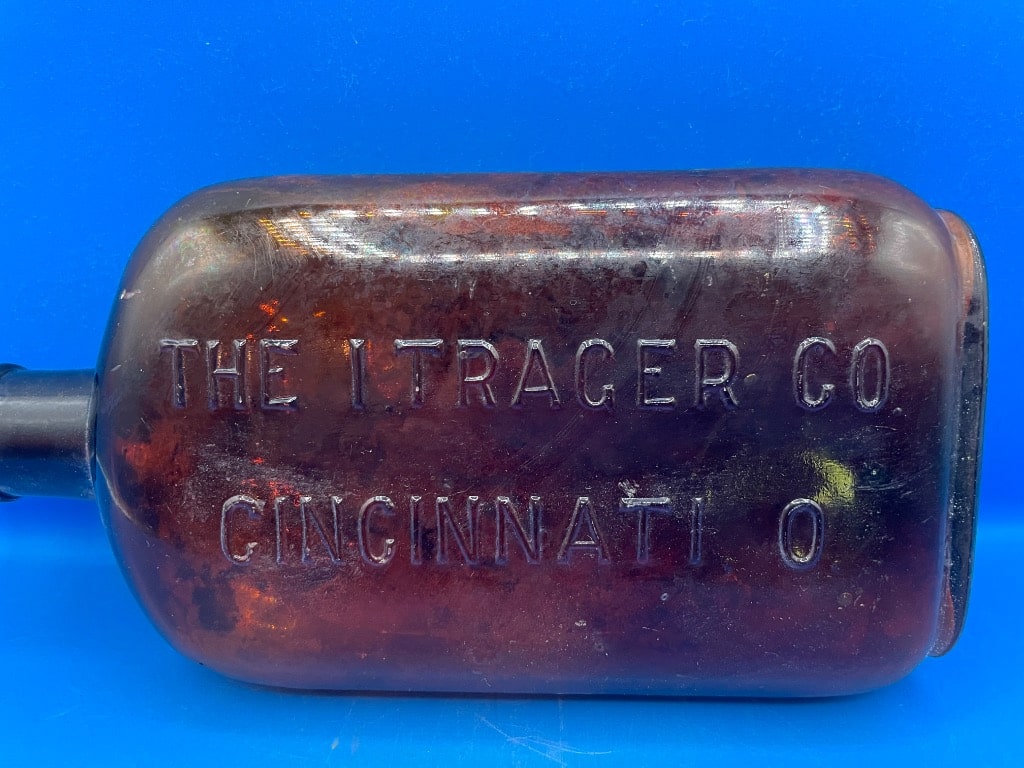 THE I TRAGER CO.
CINCINNATI, O.